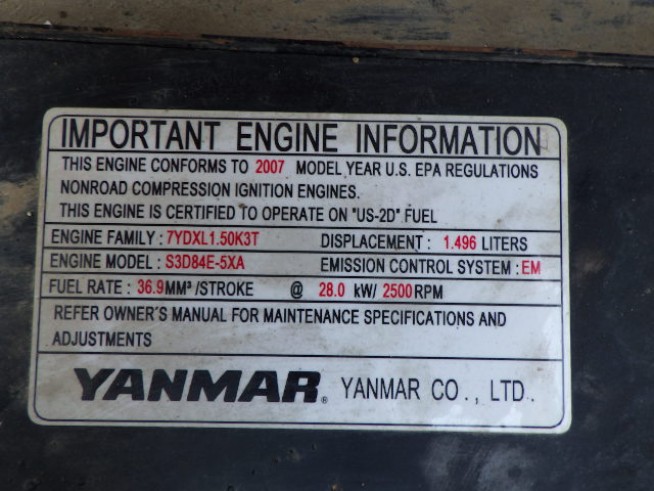 IMPORTANT ENGINE INFORMATION
THIS ENGINE CONFORMS TO 2007 MODEL YEAR U.S. EPA REGULATIONS
NONROAD COMPRESSION IGNITION ENGINES.
THIS ENGINE IS CERTIFIED TO OPERATE ON "US-2D" FUEL
ENGINE FAMILY : 7YDXL1.50K3T DISPLACEMENT : 1.496 LITERS
ENGINE MODEL : S3D84E-5XA EMISSION CONTROL SYSTEM : EM
FUEL RATE : 36.9MM³/STROKE @ 28.0 kW/ 2500RPM
REFER OWNER'S MANUAL FOR MAINTENANCE SPECIFICATIONS AND
ADJUSTMENTS
YANMAR® YANMAR CO., LTD.